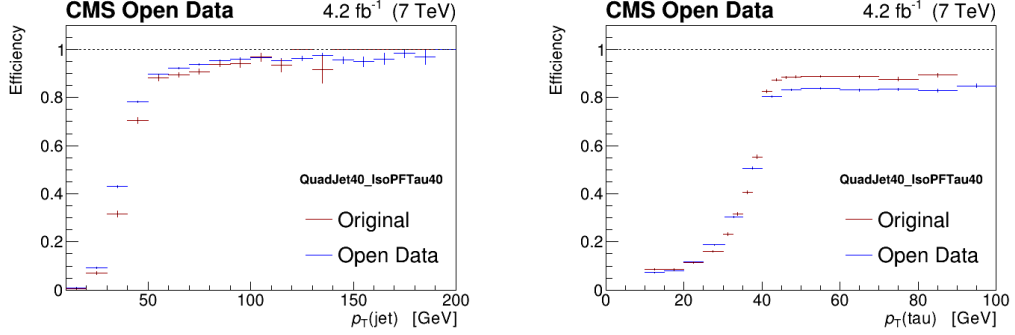 CMS Open Data 4.2 fb-1 (7 TeV)
Efficiency
1
0.8
0.6
0.4
0.2
0
QuadJet40_IsoPFTau40
Original
Open Data
50 100 150 200
pT(jet) [GeV]
CMS Open Data 4.2 fb-1 (7 TeV)
Efficiency
1
0.8
0.6
0.4
0.2
0
QuadJet40_IsoPFTau40
Original
Open Data
0 20 40 60 80 100
pT(tau) [GeV]